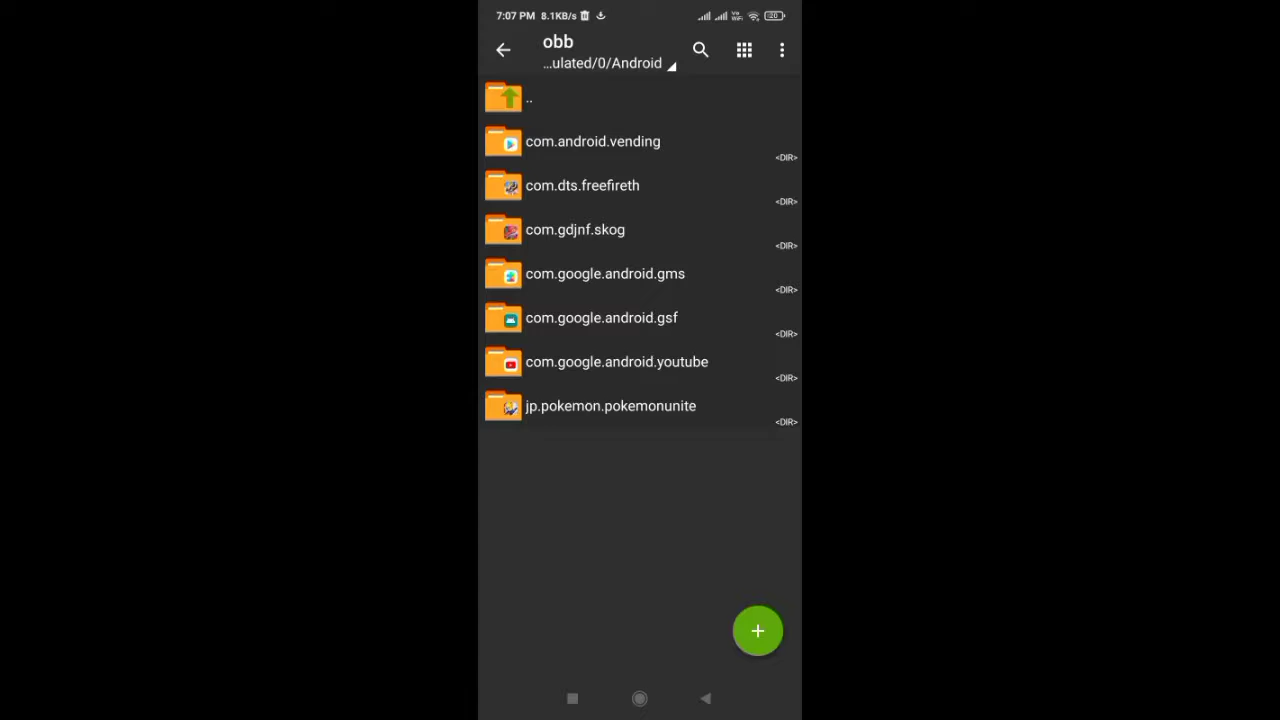 7:07 PM 8.1KB/s
20
obb
...ulated/0/Android
..
com.android.vending
<DIR>
com.dts.freefireth
<DIR>
com.gdjnf.skog
<DIR>
com.google.android.gms
<DIR>
com.google.android.gsf
<DIR>
com.google.android.youtube
<DIR>
jp.pokemon.pokemonunite
<DIR>